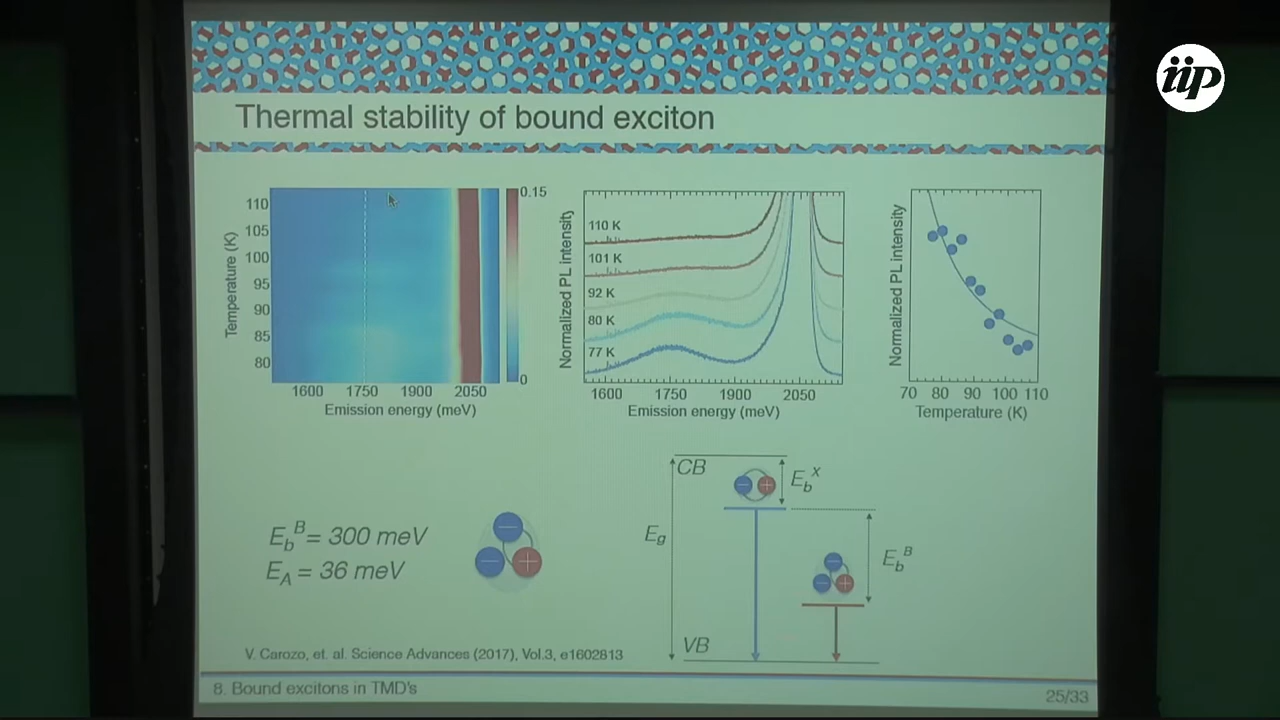 iip
Thermal stability of bound exciton
Temperature (K)
110
105
100
95
90
85
80
1600 1750 1900 2050
Emission energy (meV)
0.15
0
Normalized PL intensity
110 K
101 K
92 K
80 K
77 K
1600 1750 1900 2050
Emission energy (meV)
Normalized PL intensity
70 80 90 100 110
Temperature (K)
E_b^B = 300 meV
E_A = 36 meV
CB
E_b^X
E_g
E_b^B
VB
V. Carozo, et. al. Science Advances (2017), Vol.3, e1602813
8. Bound excitons in TMD's
25/33